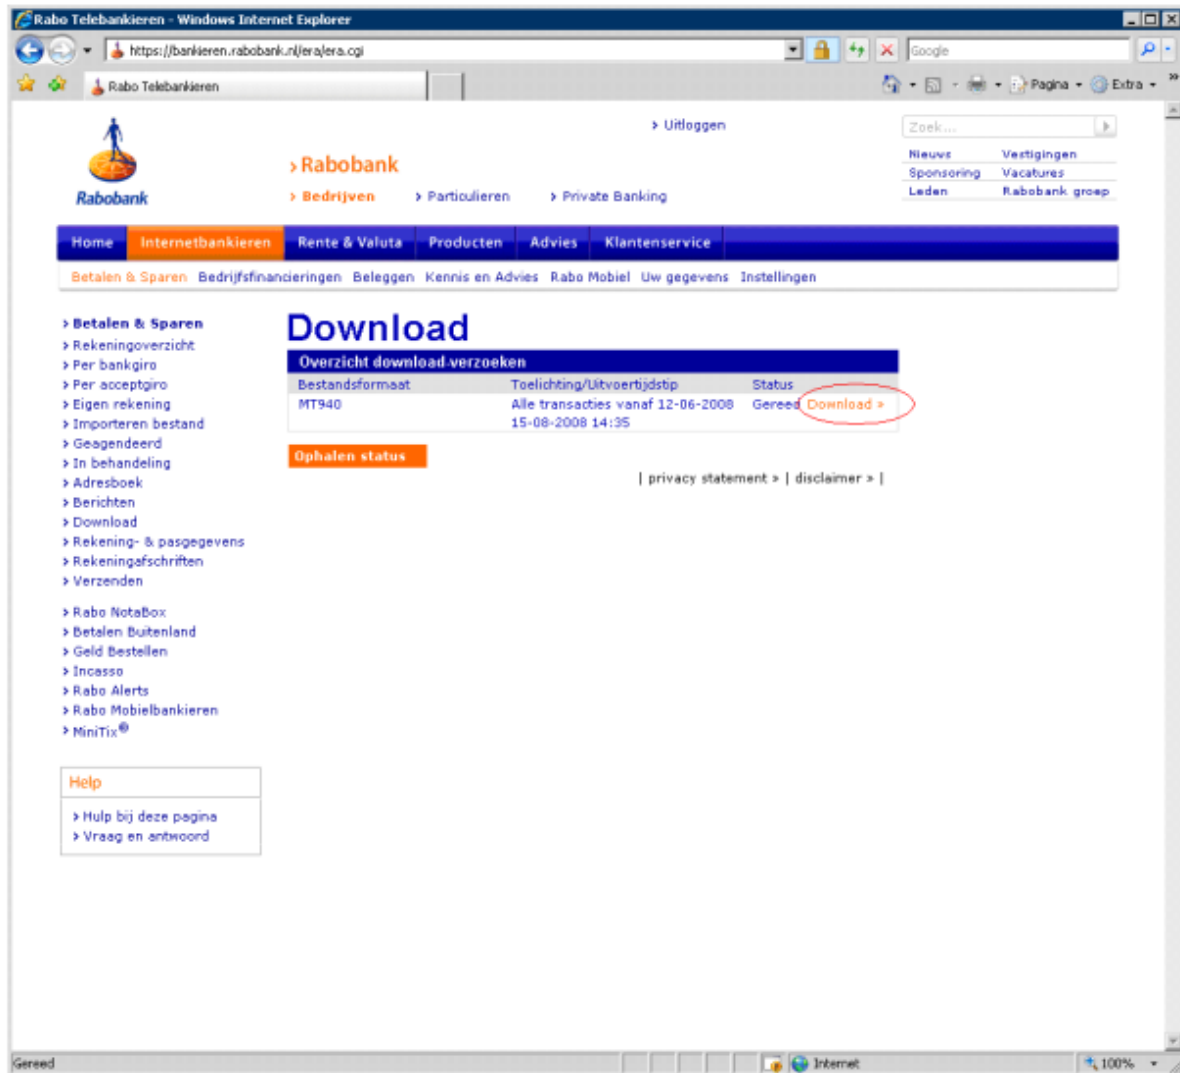 Rabo Telebankieren - Windows Internet Explorer
https://bankieren.rabobank.nl/era/era.cgi
Google
Rabo Telebankieren
Pagina
Extra
Uitloggen
Zoek...
Rabobank
Rabobank
Nieuws Vestigingen
Sponsoring Vacatures
Leden Rabobank groep
Bedrijven Particulieren Private Banking
Home Internetbankieren Rente & Valuta Producten Advies Klantenservice
Betalen & Sparen Bedrijfsfinancieringen Beleggen Kennis en Advies Rabo Mobiel Uw gegevens Instellingen
Betalen & Sparen
Rekeningoverzicht
Per bankgiro
Per acceptgiro
Eigen rekening
Importeren bestand
Geagendeerd
In behandeling
Adresboek
Berichten
Download
Rekening- & pasgegevens
Rekeningafschriften
Verzenden
Rabo NotaBox
Betalen Buitenland
Geld Bestellen
Incasso
Rabo Alerts
Rabo Mobielbankieren
MiniTix®
Help
Hulp bij deze pagina
Vraag en antwoord
Download
Overzicht download-verzoeken
Bestandsformaat Toelichting/Uitvoertijdstip Status
MT940 Alle transacties vanaf 12-06-2008 Gereed Download »
15-08-2008 14:35
Ophalen status
| privacy statement » | disclaimer » |
Gereed
Internet
100%